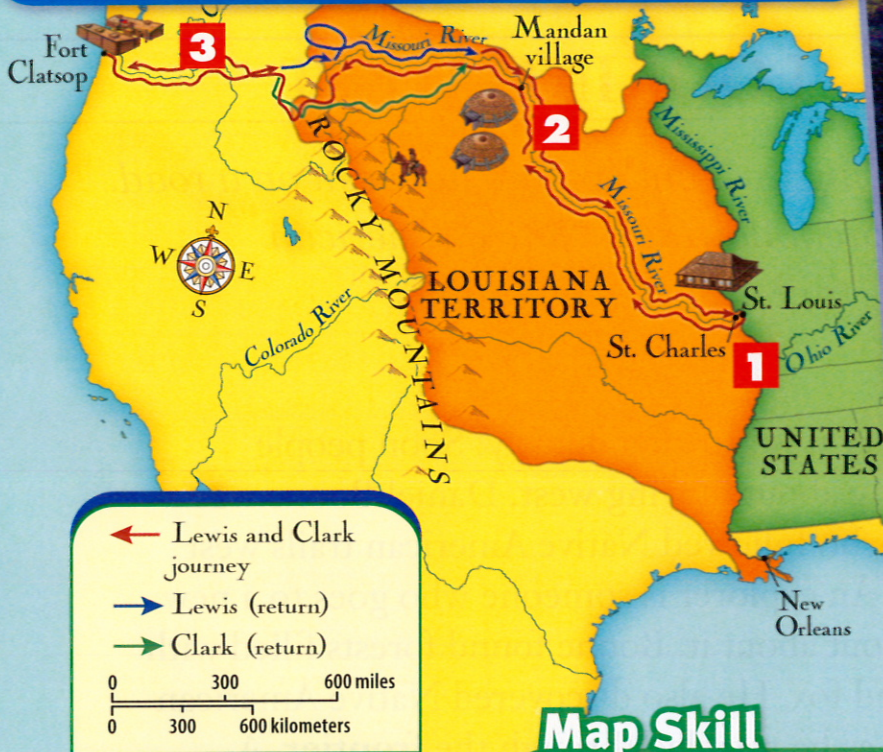 Fort
Clatsop
3
C
Missouri River
Mandan
village
2
Mississippi River
ROCKY MOUNTAINS
Missouri River
N
W
E
S
LOUISIANA
TERRITORY
St. Louis
St. Charles
1
Ohio River
Colorado River
UNITED
STATES
New
Orleans
Lewis and Clark
journey
Lewis (return)
Clark (return)
0 300 600 miles
0 300 600 kilometers
Map Skill